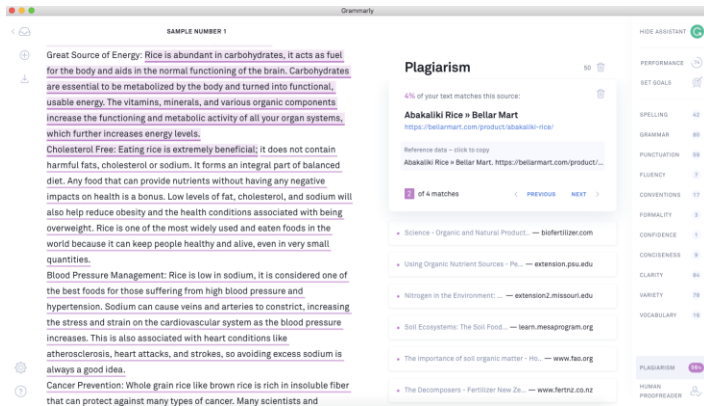 Grammarly
SAMPLE NUMBER 1
Great Source of Energy: Rice is abundant in carbohydrates, it acts as fuel
for the body and aids in the normal functioning of the brain. Carbohydrates
are essential to be metabolized by the body and turned into functional,
usable energy. The vitamins, minerals, and various organic components
increase the functioning and metabolic activity of all your organ systems,
which further increases energy levels.
Cholesterol Free: Eating rice is extremely beneficial; it does not contain
harmful fats, cholesterol or sodium. It forms an integral part of balanced
diet. Any food that can provide nutrients without having any negative
impacts on health is a bonus. Low levels of fat, cholesterol, and sodium will
also help reduce obesity and the health conditions associated with being
overweight. Rice is one of the most widely used and eaten foods in the
world because it can keep people healthy and alive, even in very small
quantities.
Blood Pressure Management: Rice is low in sodium, it is considered one of
the best foods for those suffering from high blood pressure and
hypertension. Sodium can cause veins and arteries to constrict, increasing
the stress and strain on the cardiovascular system as the blood pressure
increases. This is also associated with heart conditions like
atherosclerosis, heart attacks, and strokes, so avoiding excess sodium is
always a good idea.
Cancer Prevention: Whole grain rice like brown rice is rich in insoluble fiber
that can protect against many types of cancer. Many scientists and
Plagiarism 50
4% of your text matches this source:
Abakaliki Rice » Bellar Mart
https://bellarmart.com/product/abakaliki-rice/
Reference data – click to copy
Abakaliki Rice » Bellar Mart. https://bellarmart.com/product/...
2 of 4 matches < PREVIOUS NEXT >
Science - Organic and Natural Product... — biofertilizer.com
Using Organic Nutrient Sources - Pe... — extension.psu.edu
Nitrogen in the Environment: ... — extension2.missouri.edu
Soil Ecosystems: The Soil Food... — learn.mesaprogram.org
The importance of soil organic matter - Ho... — www.fao.org
The Decomposers - Fertilizer New Ze... — www.fertnz.co.nz
HIDE ASSISTANT
PERFORMANCE
SET GOALS
SPELLING 42
GRAMMAR
PUNCTUATION
FLUENCY 7
CONVENTIONS 17
FORMALITY
CONFIDENCE 1
CONCISENESS
CLARITY
VARIETY
VOCABULARY
PLAGIARISM
HUMAN
PROOFREADER